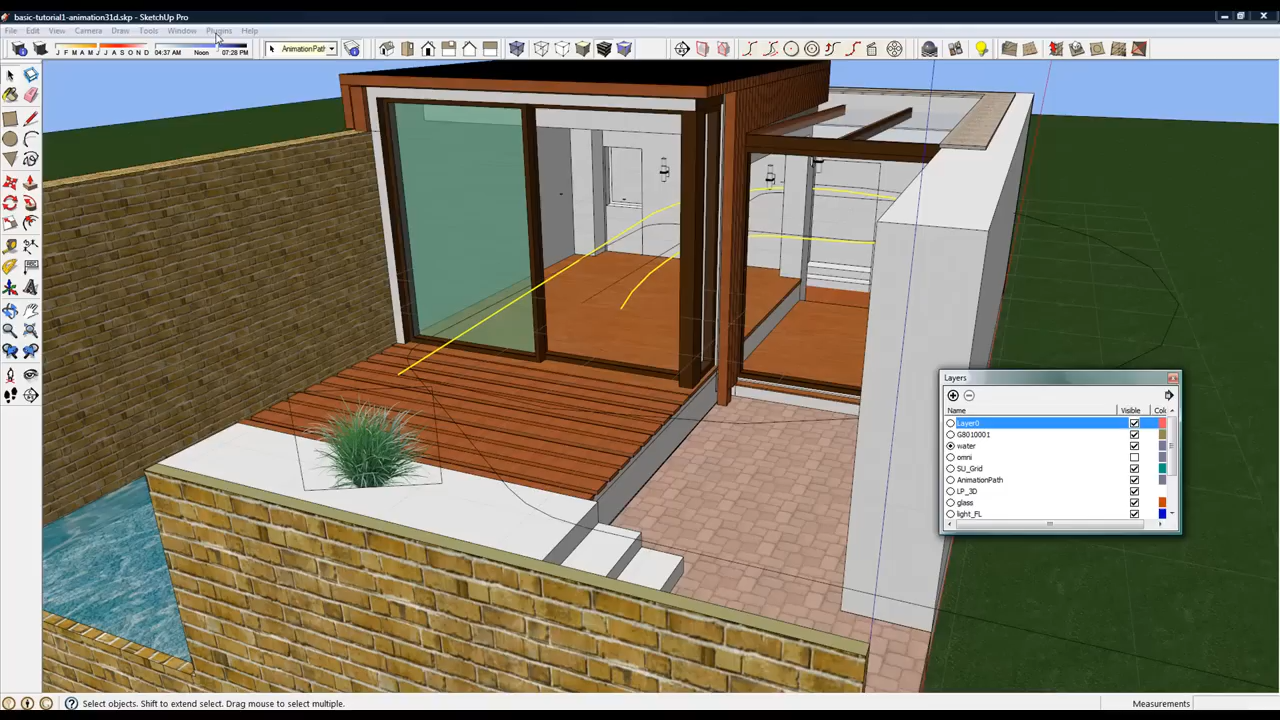 basic-tutorial1-animation31d.skp - SketchUp Pro
File Edit View Camera Draw Tools Window Plugins Help
J F M A M J J A S O N D 04:37 AM Noon 07:28 PM AnimationPath
Layers
Name Visible Colo
Layer0
G8010001
water
omni
SU_Grid
AnimationPath
LP_3D
glass
light_FL
Select objects. Shift to extend select. Drag mouse to select multiple. Measurements